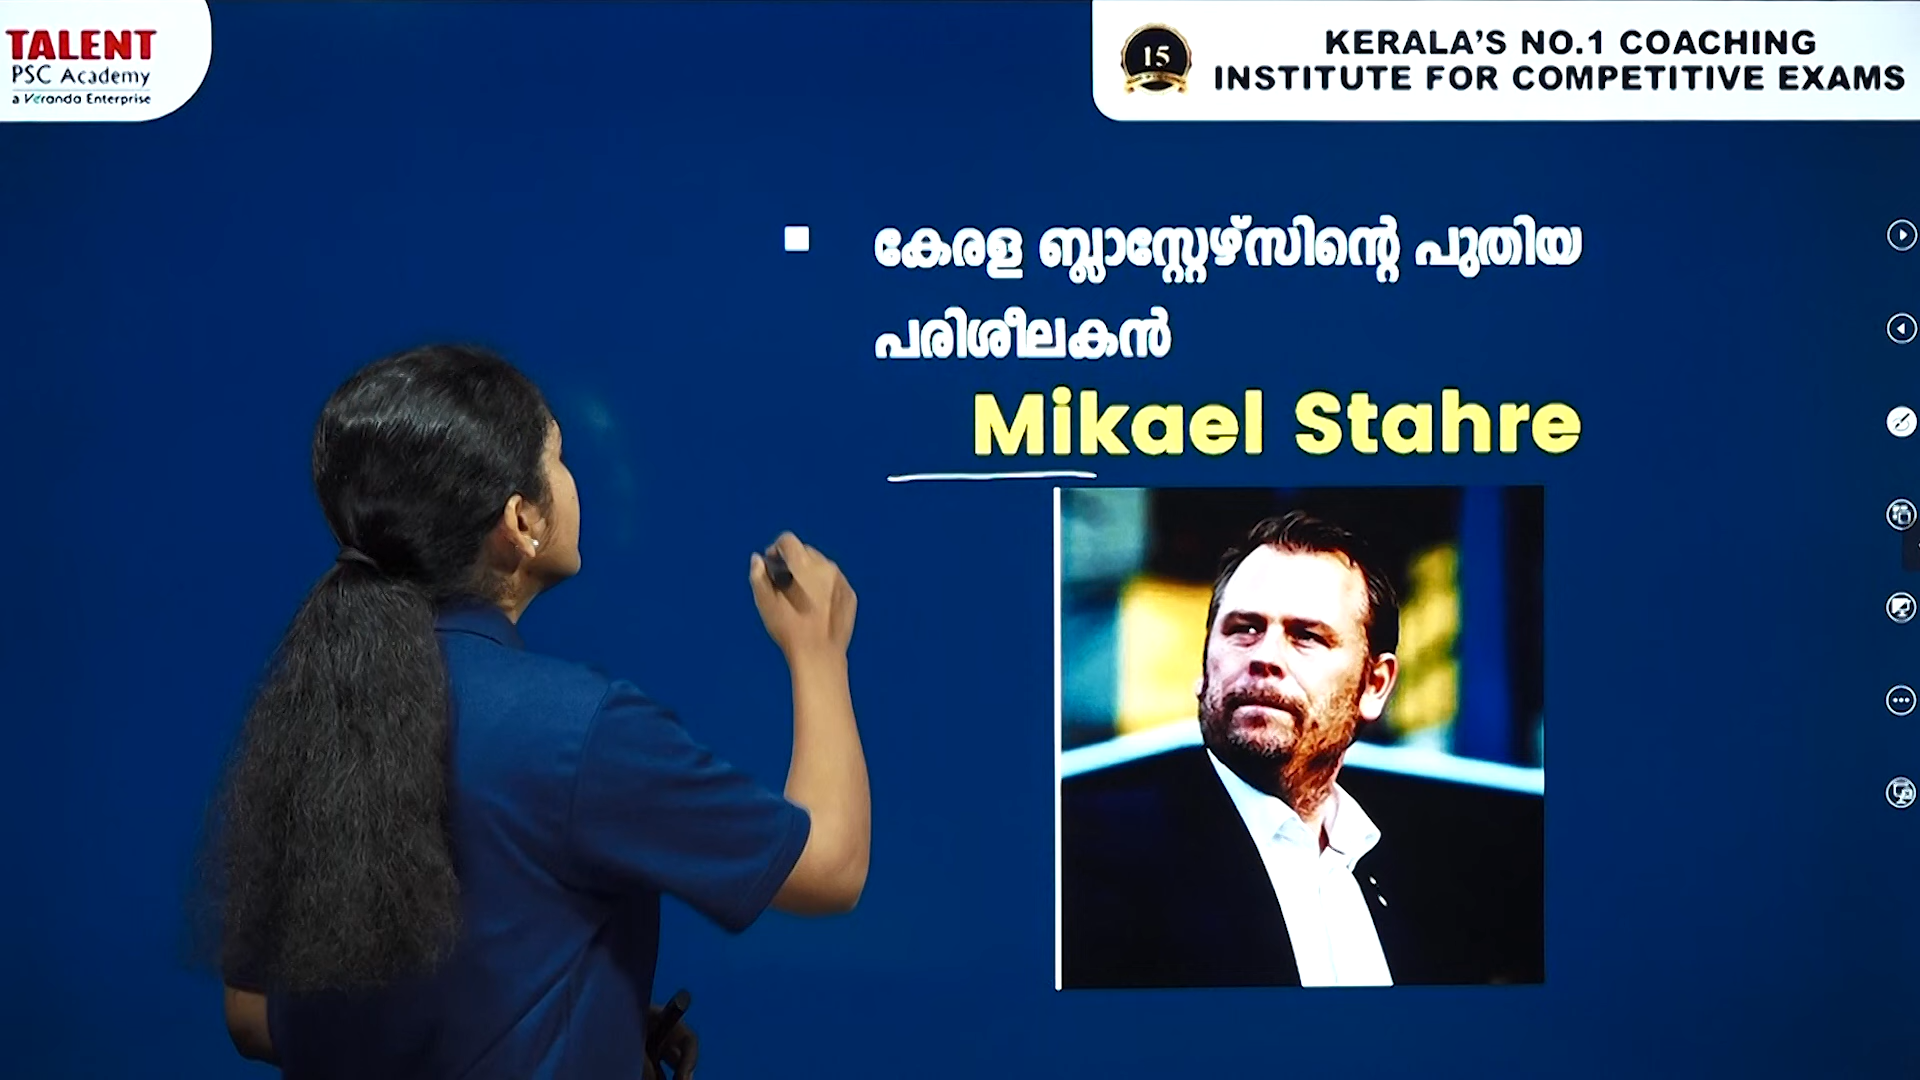 TALENT
PSC Academy
a Veranda Enterprise
15
KERALA'S NO.1 COACHING
INSTITUTE FOR COMPETITIVE EXAMS
കേരള ബ്ലാസ്റ്റേഴ്സിന്റെ പുതിയ
പരിശീലകൻ
Mikael Stahre